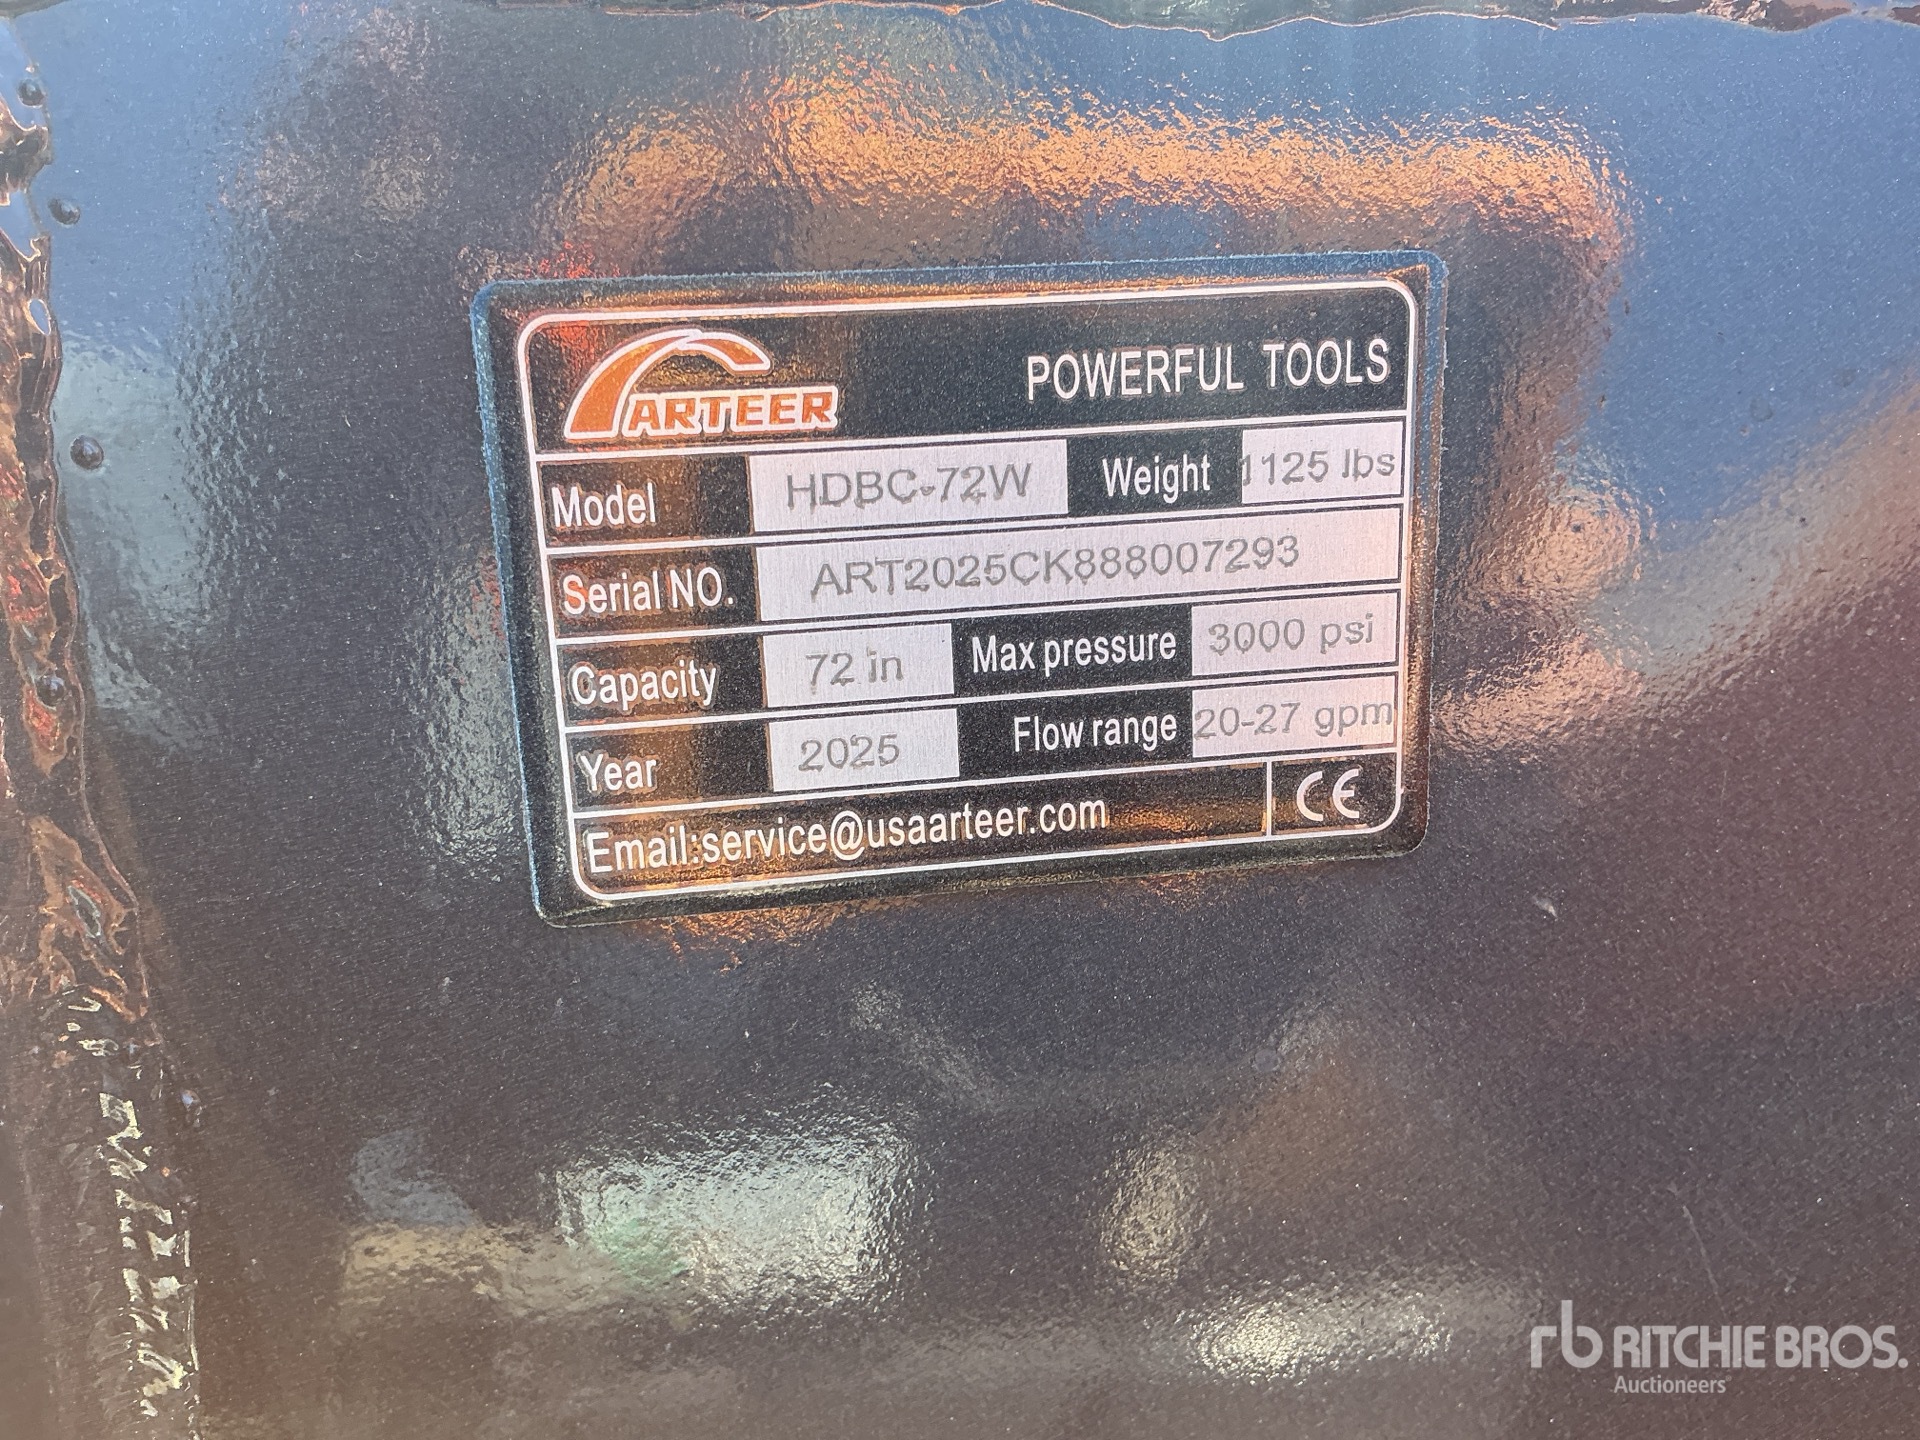 ARTEER
POWERFUL TOOLS
Model HDBC-72W Weight 1125 lbs
Serial NO. ART2025CK888007293
Capacity 72 in Max pressure 3000 psi
Year 2025 Flow range 20-27 gpm
Email:service@usaarteer.com CE
rb RITCHIE BROS.
Auctioneers